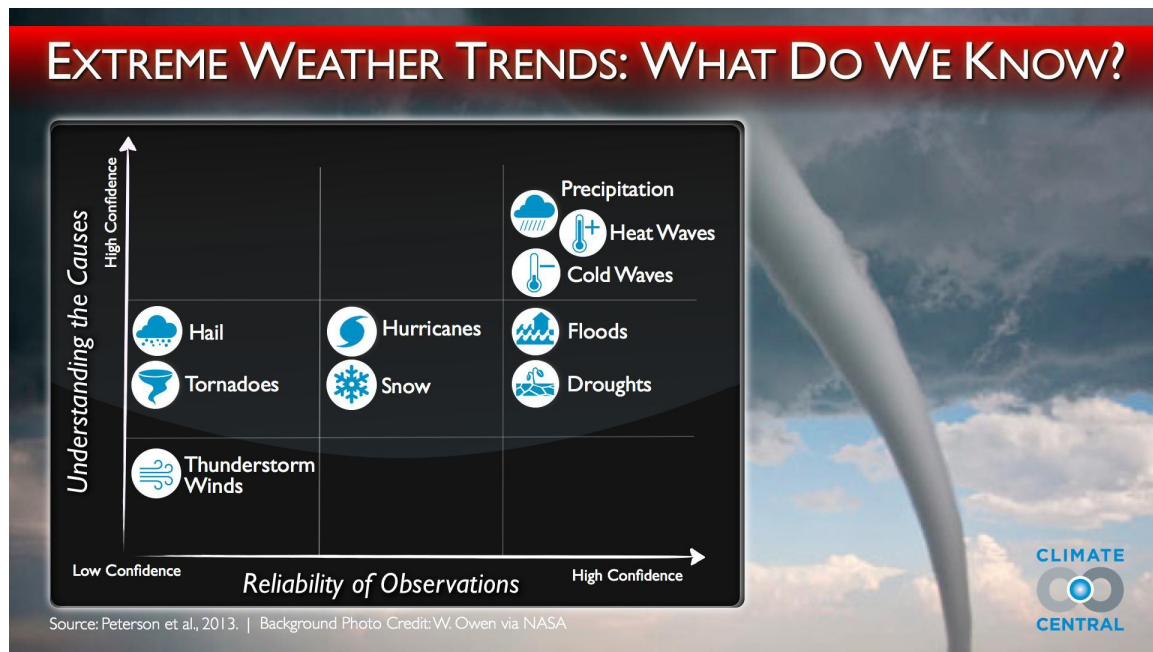 EXTREME WEATHER TRENDS: WHAT DO WE KNOW?
High Confidence
Understanding the Causes
Precipitation
Heat Waves
Cold Waves
Hail
Hurricanes
Floods
Tornadoes
Snow
Droughts
Thunderstorm
Winds
Low Confidence
Reliability of Observations
High Confidence
Source: Peterson et al., 2013. | Background Photo Credit: W. Owen via NASA
CLIMATE
CENTRAL